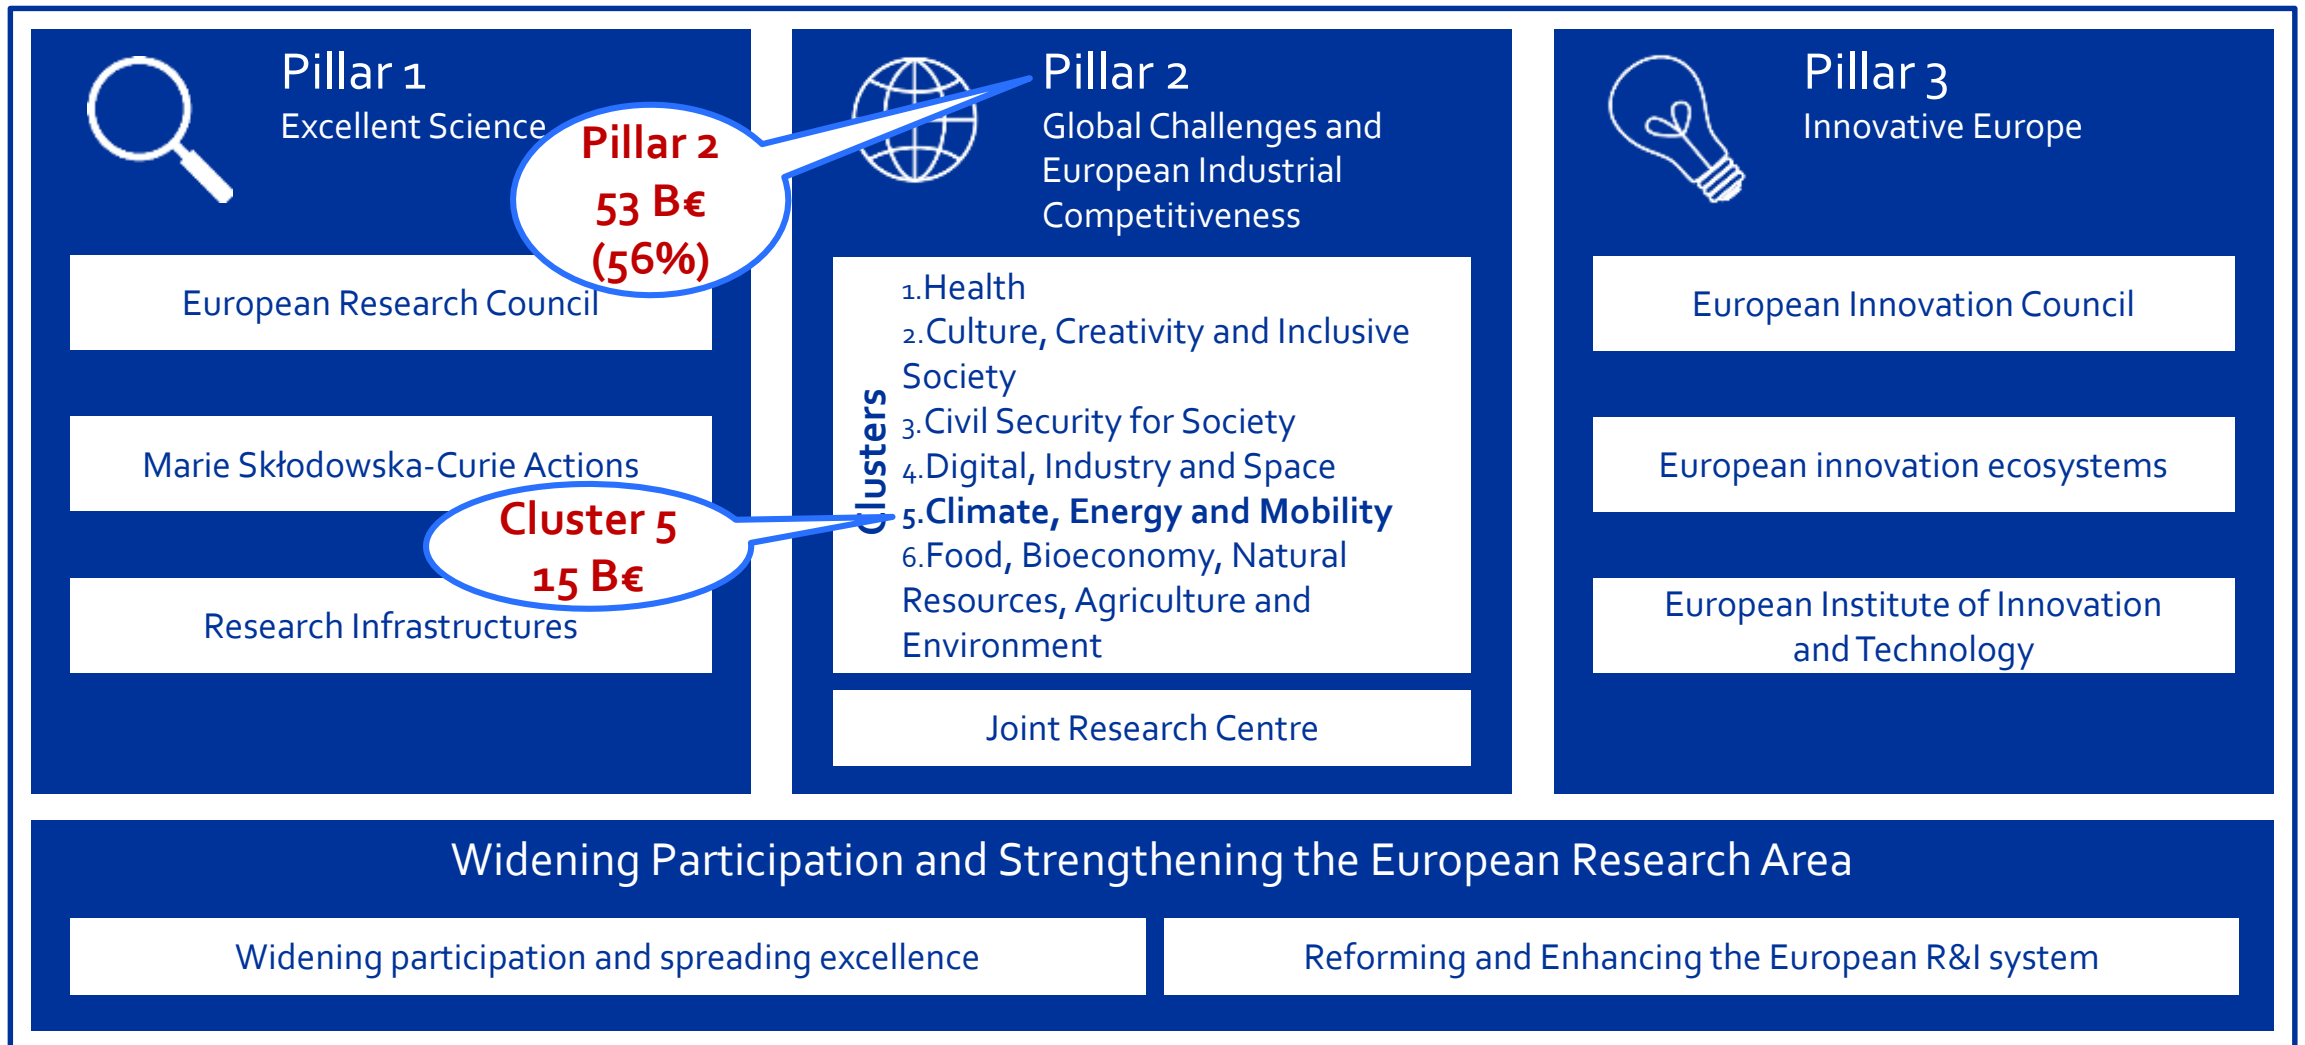 Pillar 1
Excellent Science
European Research Council
Marie Skłodowska-Curie Actions
Research Infrastructures
Pillar 2
53 B€
(56%)
Cluster 5
15 B€
Pillar 2
Global Challenges and
European Industrial
Competitiveness
Clusters
1.Health
2.Culture, Creativity and Inclusive
Society
3.Civil Security for Society
4.Digital, Industry and Space
5.Climate, Energy and Mobility
6.Food, Bioeconomy, Natural
Resources, Agriculture and
Environment
Joint Research Centre
Pillar 3
Innovative Europe
European Innovation Council
European innovation ecosystems
European Institute of Innovation
and Technology
Widening Participation and Strengthening the European Research Area
Widening participation and spreading excellence
Reforming and Enhancing the European R&I system